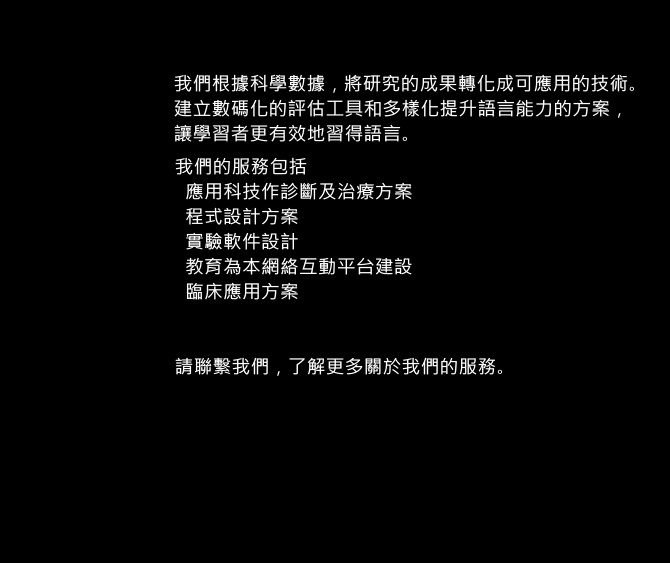 我們根據科學數據，將研究的成果轉化成可應用的技術。
建立數碼化的評估工具和多樣化提升語言能力的方案，
讓學習者更有效地習得語言。
我們的服務包括
應用科技作診斷及治療方案
程式設計方案
實驗軟件設計
教育為本網絡互動平台建設
臨床應用方案
請聯繫我們，了解更多關於我們的服務。